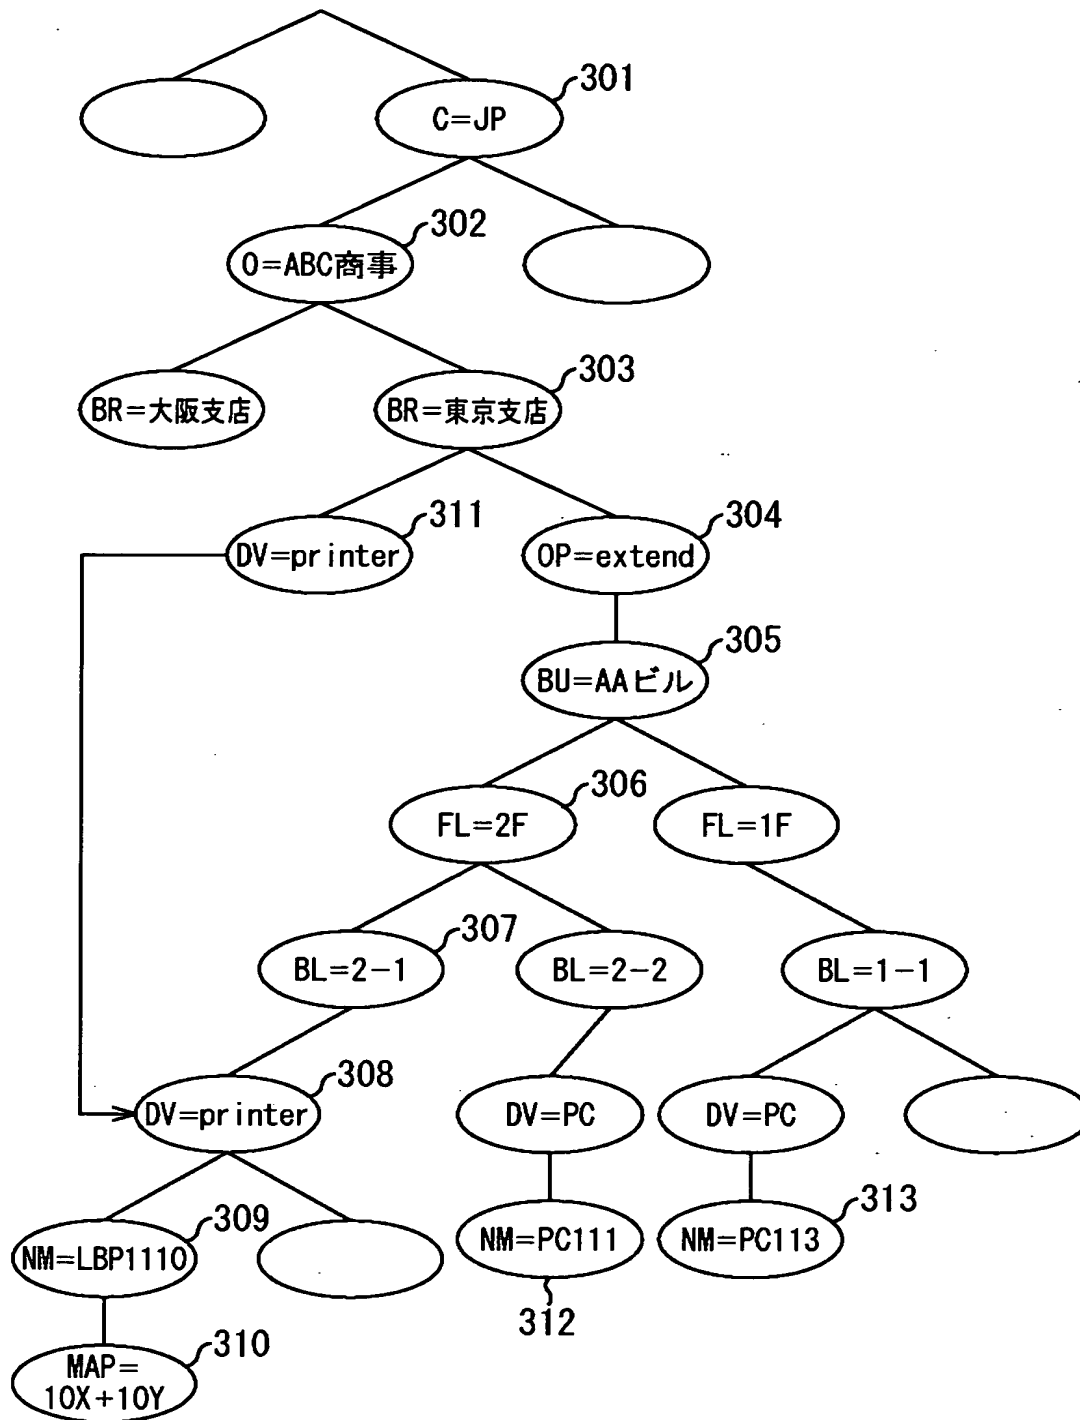 301
C=JP
302
O=ABC商事
303
BR=大阪支店
BR=東京支店
311
304
DV=printer
OP=extend
305
BU=AAビル
306
FL=2F
FL=1F
307
BL=2-1
BL=2-2
BL=1-1
308
DV=printer
DV=PC
DV=PC
309
313
NM=LBP1110
NM=PC111
NM=PC113
312
310
MAP=
10X+10Y